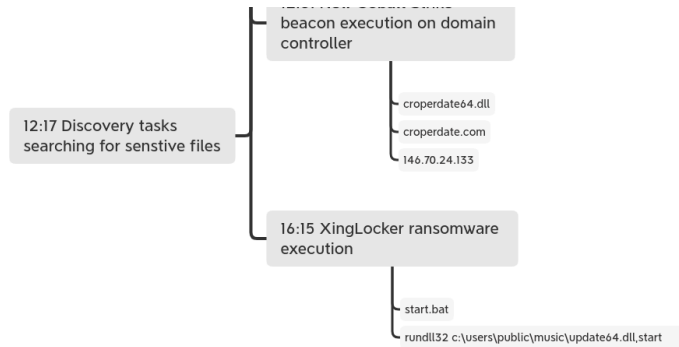 beacon execution on domain
controller
croperdate64.dll
croperdate.com
146.70.24.133
12:17 Discovery tasks
searching for senstive files
16:15 XingLocker ransomware
execution
start.bat
rundll32 c:\users\public\music\update64.dll,start